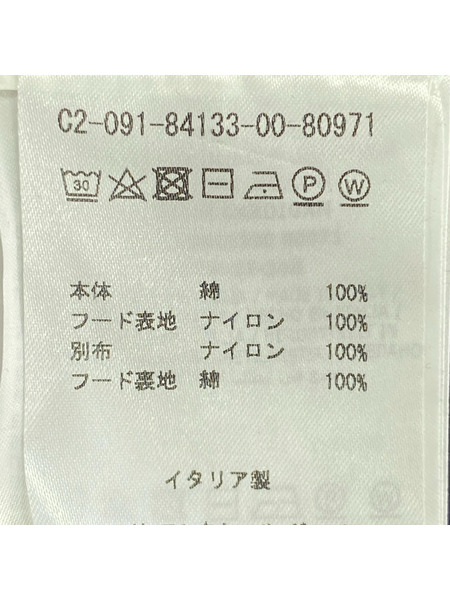 C2-091-84133-00-80971
30 P W
本体 綿 100%
フード表地 ナイロン 100%
別布 ナイロン 100%
フード裏地 綿 100%
イタリア製